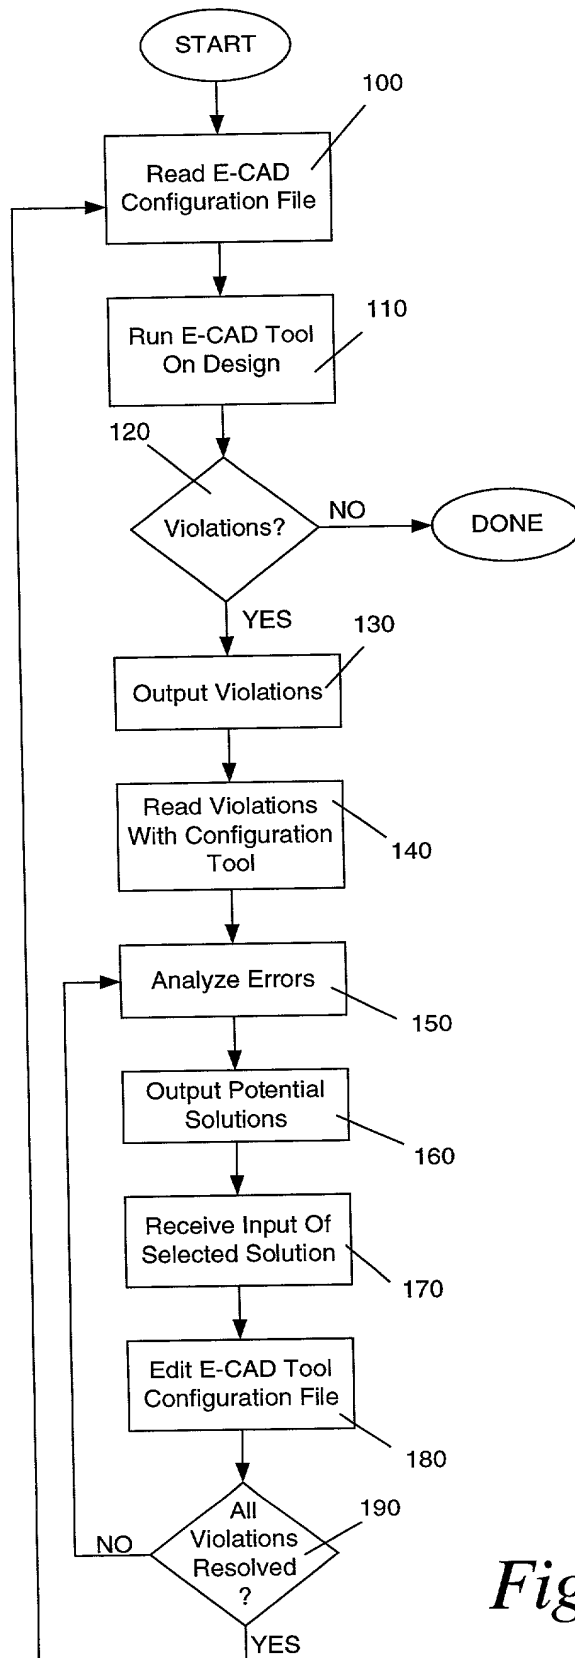 START
100
Read E-CAD
Configuration File
110
Run E-CAD Tool
On Design
120
Violations?
NO
DONE
YES
130
Output Violations
Read Violations
With Configuration
Tool
140
Analyze Errors
150
Output Potential
Solutions
160
Receive Input Of
Selected Solution
170
Edit E-CAD Tool
Configuration File
180
All
Violations
Resolved
?
190
NO
YES
Fig